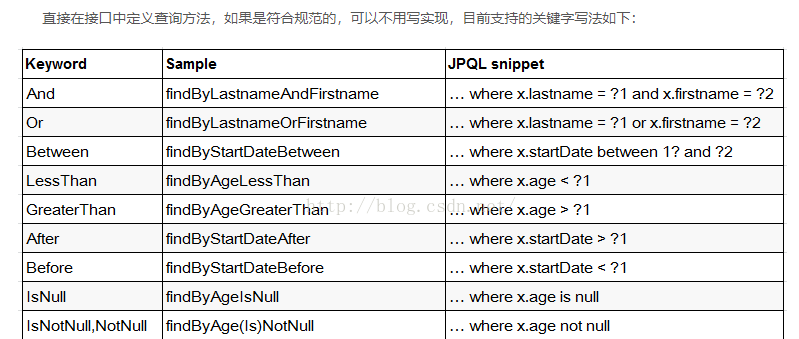 直接在接口中定义查询方法，如果是符合规范的，可以不用写实现，目前支持的关键字写法如下：
Keyword Sample JPQL snippet
And findByLastnameAndFirstname … where x.lastname = ?1 and x.firstname = ?2
Or findByLastnameOrFirstname … where x.lastname = ?1 or x.firstname = ?2
Between findByStartDateBetween … where x.startDate between 1? and ?2
LessThan findByAgeLessThan … where x.age < ?1
GreaterThan findByAgeGreaterThan … where x.age > ?1
http://blog.csdn.net/
After findByStartDateAfter … where x.startDate > ?1
Before findByStartDateBefore … where x.startDate < ?1
IsNull findByAgeIsNull … where x.age is null
IsNotNull,NotNull findByAge(Is)NotNull … where x.age not null